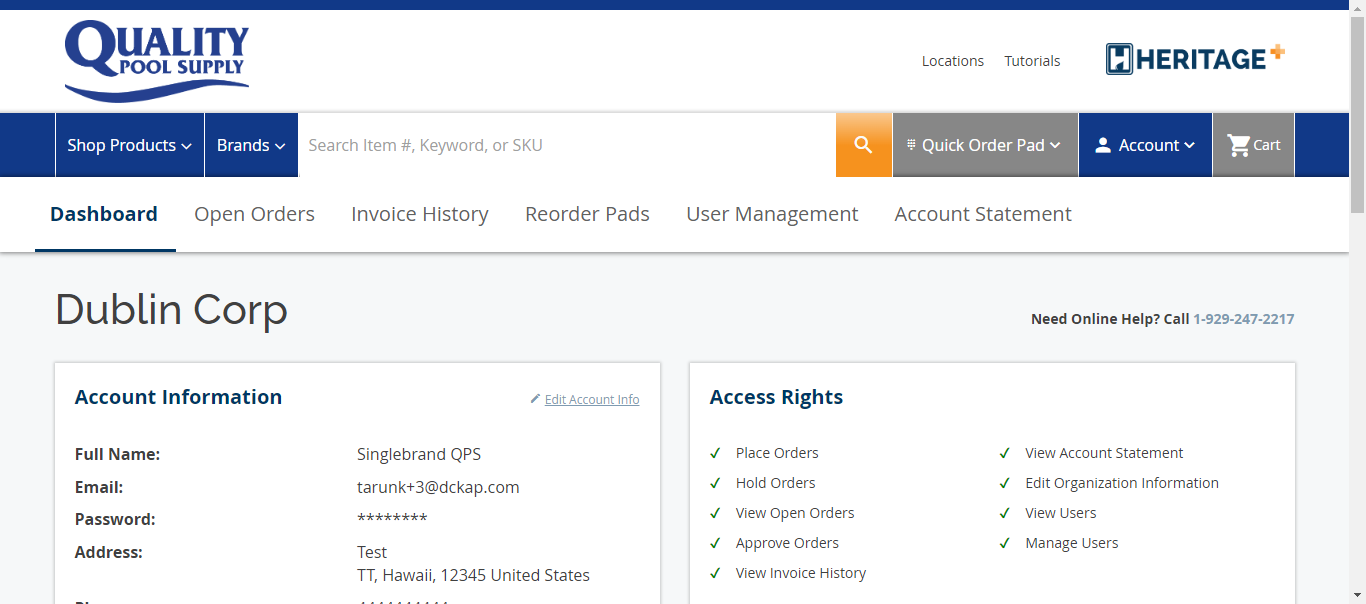 QUALITY
POOL SUPPLY
Locations Tutorials
HERITAGE+
Shop Products Brands Search Item #, Keyword, or SKU Quick Order Pad Account Cart
Dashboard Open Orders Invoice History Reorder Pads User Management Account Statement
Dublin Corp
Need Online Help? Call 1-929-247-2217
Account Information Edit Account Info
Full Name: Singlebrand QPS
Email: tarunk+3@dckap.com
Password: ********
Address: Test
TT, Hawaii, 12345 United States
Access Rights
Place Orders
Hold Orders
View Open Orders
Approve Orders
View Invoice History
View Account Statement
Edit Organization Information
View Users
Manage Users